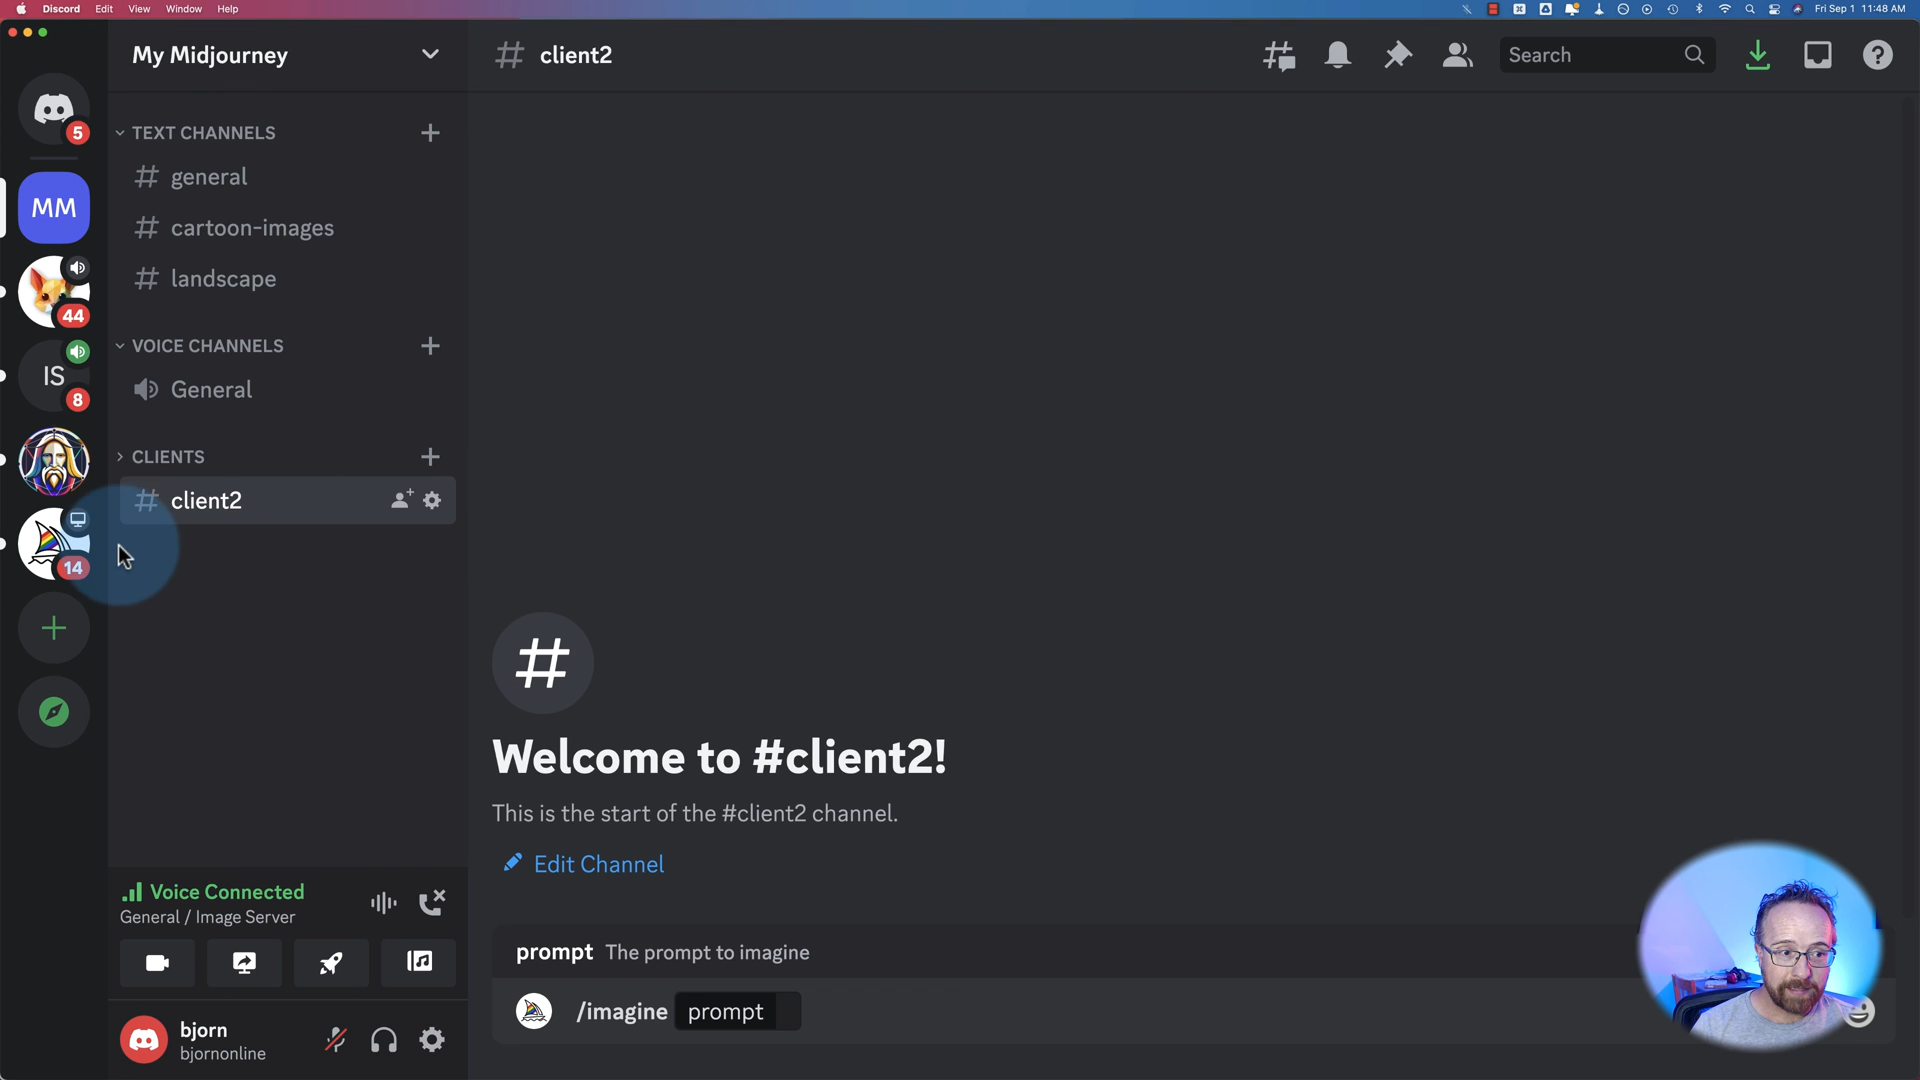 Discord Edit View Window Help
Fri Sep 1 11:48 AM
My Midjourney
# client2
Search
5
TEXT CHANNELS
# general
MM
# cartoon-images
# landscape
44
VOICE CHANNELS
IS
General
8
CLIENTS
# client2
14
Welcome to #client2!
This is the start of the #client2 channel.
Edit Channel
Voice Connected
General / Image Server
prompt The prompt to imagine
/imagine prompt
bjorn
bjornonline